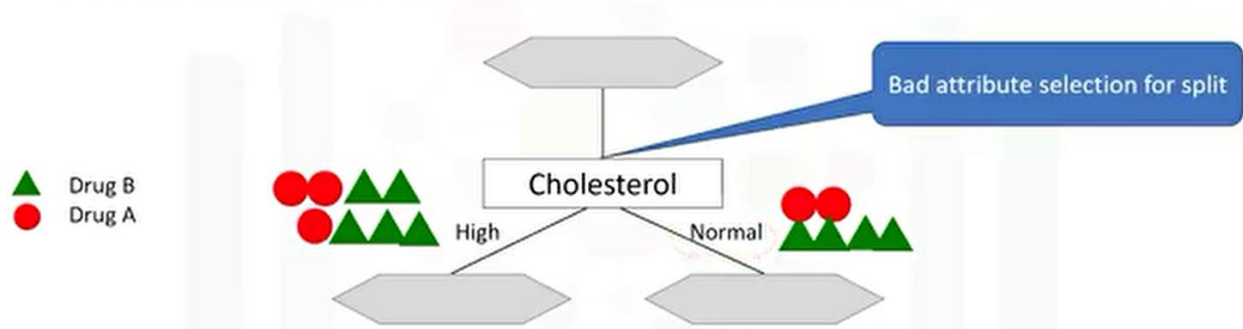 Bad attribute selection for split
Drug B
Drug A
Cholesterol
High
Normal